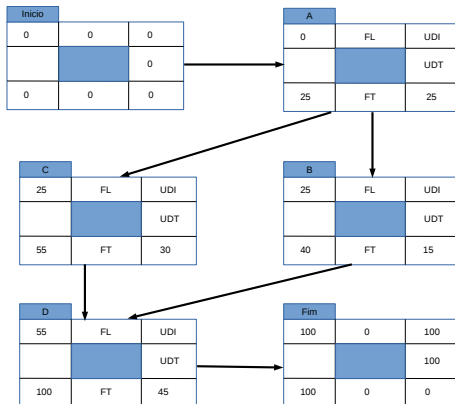 Inicio
0 0 0
0
0 0 0
A
0 FL UDI
UDT
25 FT 25
C
25 FL UDI
UDT
55 FT 30
B
25 FL UDI
UDT
40 FT 15
D
55 FL UDI
UDT
100 FT 45
Fim
100 0 100
100
100 0 0